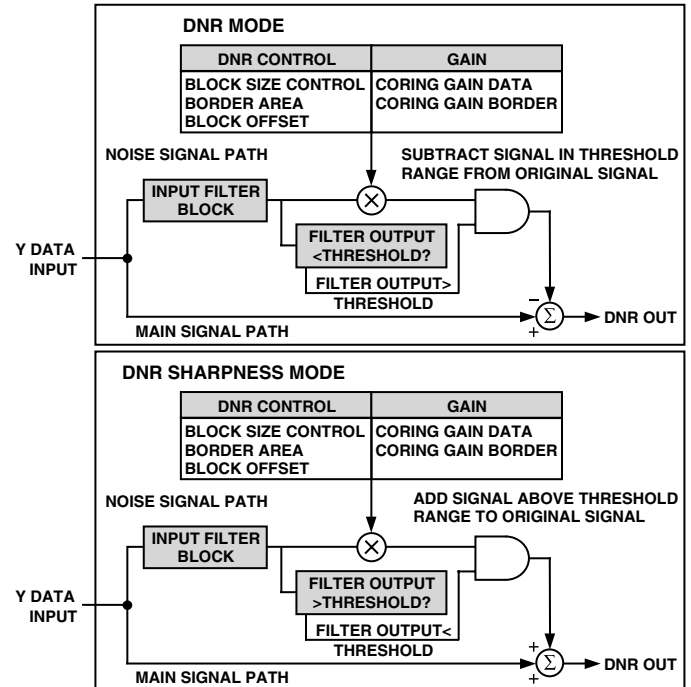 DNR MODE
DNR CONTROL GAIN
BLOCK SIZE CONTROL CORING GAIN DATA
BORDER AREA CORING GAIN BORDER
BLOCK OFFSET
NOISE SIGNAL PATH
SUBTRACT SIGNAL IN THRESHOLD
RANGE FROM ORIGINAL SIGNAL
INPUT FILTER
BLOCK
FILTER OUTPUT
<THRESHOLD?
Y DATA
INPUT
FILTER OUTPUT>
THRESHOLD
−
Σ
+
DNR OUT
MAIN SIGNAL PATH
DNR SHARPNESS MODE
DNR CONTROL GAIN
BLOCK SIZE CONTROL CORING GAIN DATA
BORDER AREA CORING GAIN BORDER
BLOCK OFFSET
NOISE SIGNAL PATH
ADD SIGNAL ABOVE THRESHOLD
RANGE TO ORIGINAL SIGNAL
INPUT FILTER
BLOCK
FILTER OUTPUT
>THRESHOLD?
Y DATA
INPUT
FILTER OUTPUT<
THRESHOLD
+
Σ
+
DNR OUT
MAIN SIGNAL PATH